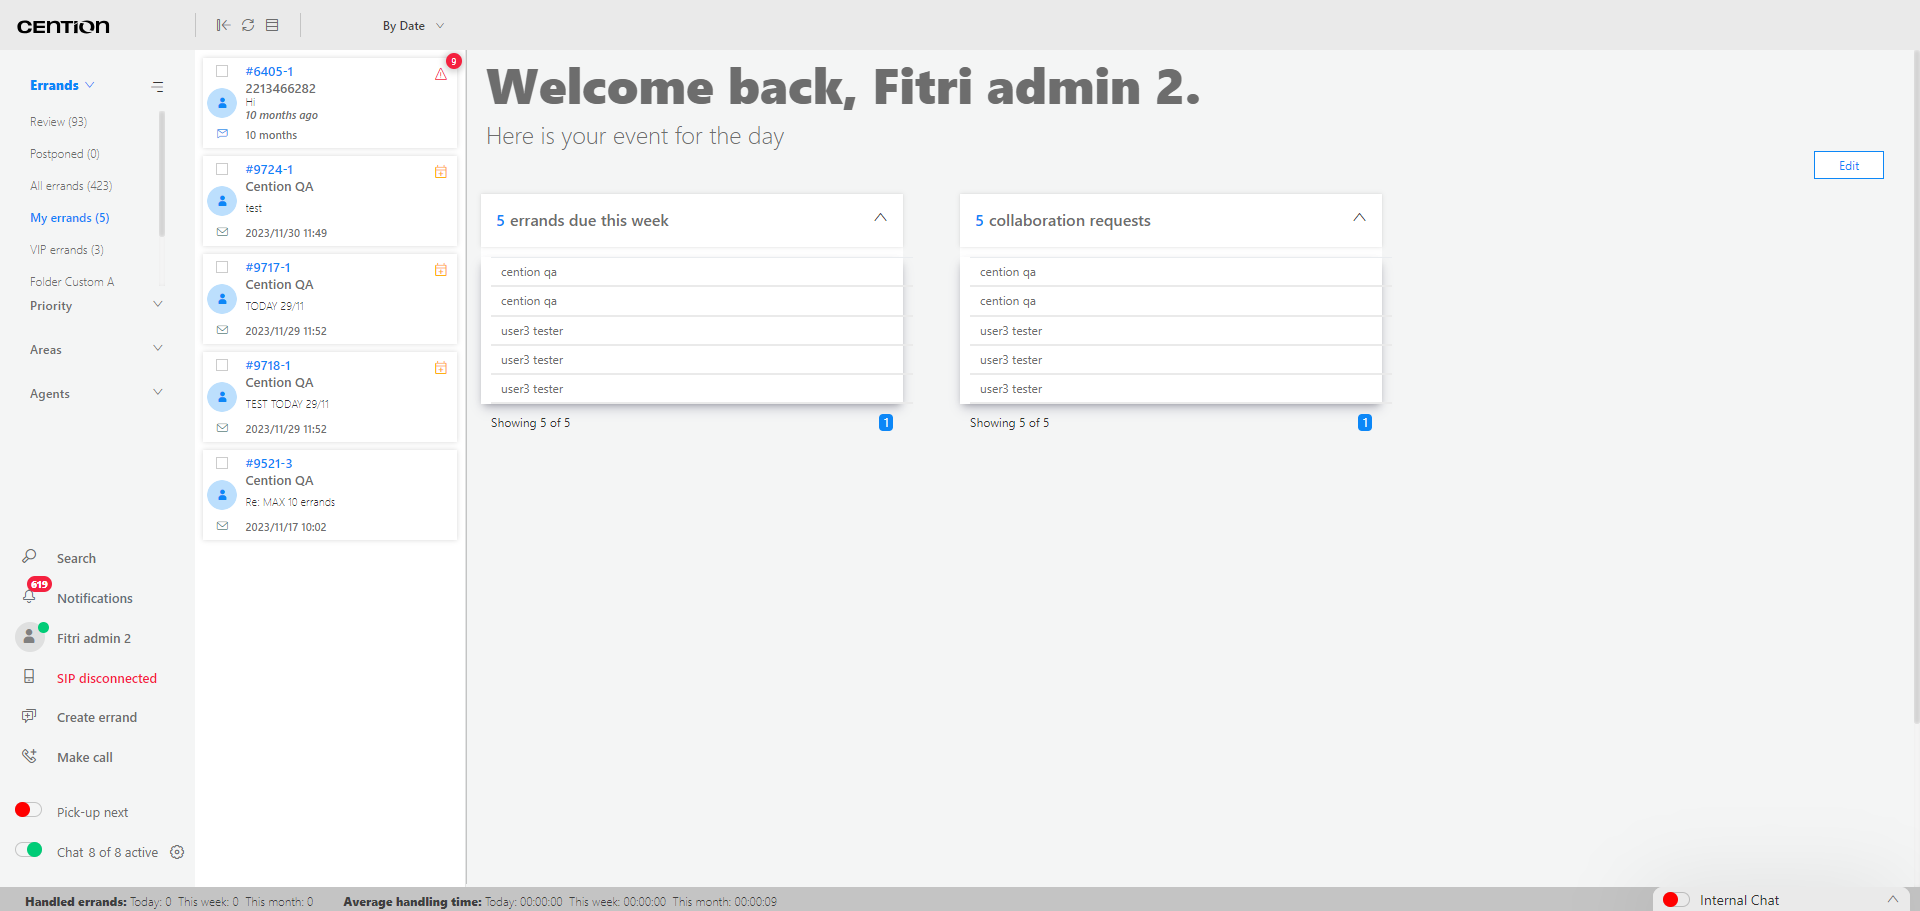 CENTION
By Date
Errands
Review (93)
Postponed (0)
All errands (423)
My errands (5)
VIP errands (3)
Folder Custom A
Priority
Areas
Agents
Search
619
Notifications
Fitri admin 2
SIP disconnected
Create errand
Make call
Pick-up next
Chat 8 of 8 active
9
#6405-1
2213466282
Hi
10 months ago
10 months
#9724-1
Cention QA
test
2023/11/30 11:49
#9717-1
Cention QA
TODAY 29/11
2023/11/29 11:52
#9718-1
Cention QA
TEST TODAY 29/11
2023/11/29 11:52
#9521-3
Cention QA
Re: MAX 10 errands
2023/11/17 10:02
Welcome back, Fitri admin 2.
Here is your event for the day
Edit
5 errands due this week
cention qa
cention qa
user3 tester
user3 tester
user3 tester
Showing 5 of 5
1
5 collaboration requests
cention qa
cention qa
user3 tester
user3 tester
user3 tester
Showing 5 of 5
1
Handled errands: Today: 0 This week: 0 This month: 0
Average handling time: Today: 00:00:00 This week: 00:00:00 This month: 00:00:09
Internal Chat